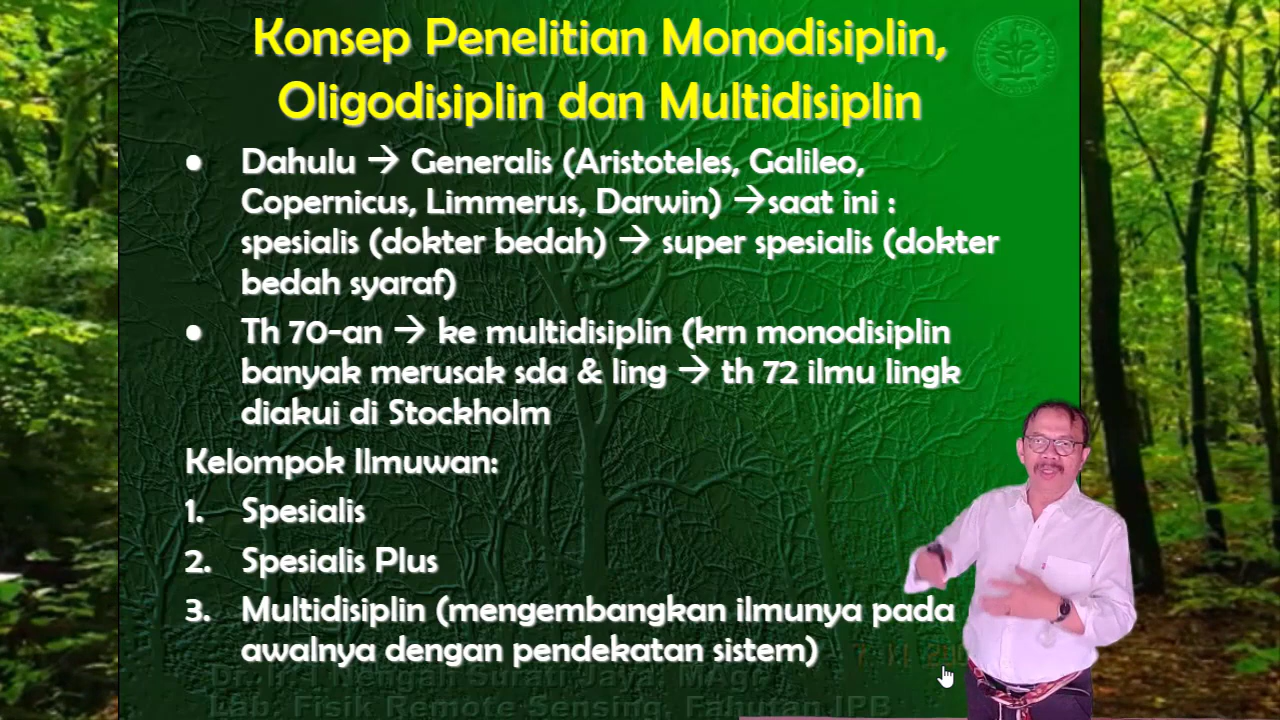 Konsep Penelitian Monodisiplin,
Oligodisiplin dan Multidisiplin
• Dahulu → Generalis (Aristoteles, Galileo,
Copernicus, Limmerus, Darwin) →saat ini :
spesialis (dokter bedah) → super spesialis (dokter
bedah syaraf)
• Th 70-an → ke multidisiplin (krn monodisiplin
banyak merusak sda & ling → th 72 ilmu lingk
diakui di Stockholm
Kelompok Ilmuwan:
1. Spesialis
2. Spesialis Plus
3. Multidisiplin (mengembangkan ilmunya pada
awalnya dengan pendekatan sistem)
Jaya, MAgr
Lab. Fisik Remote Sensing, Fahutan IPB